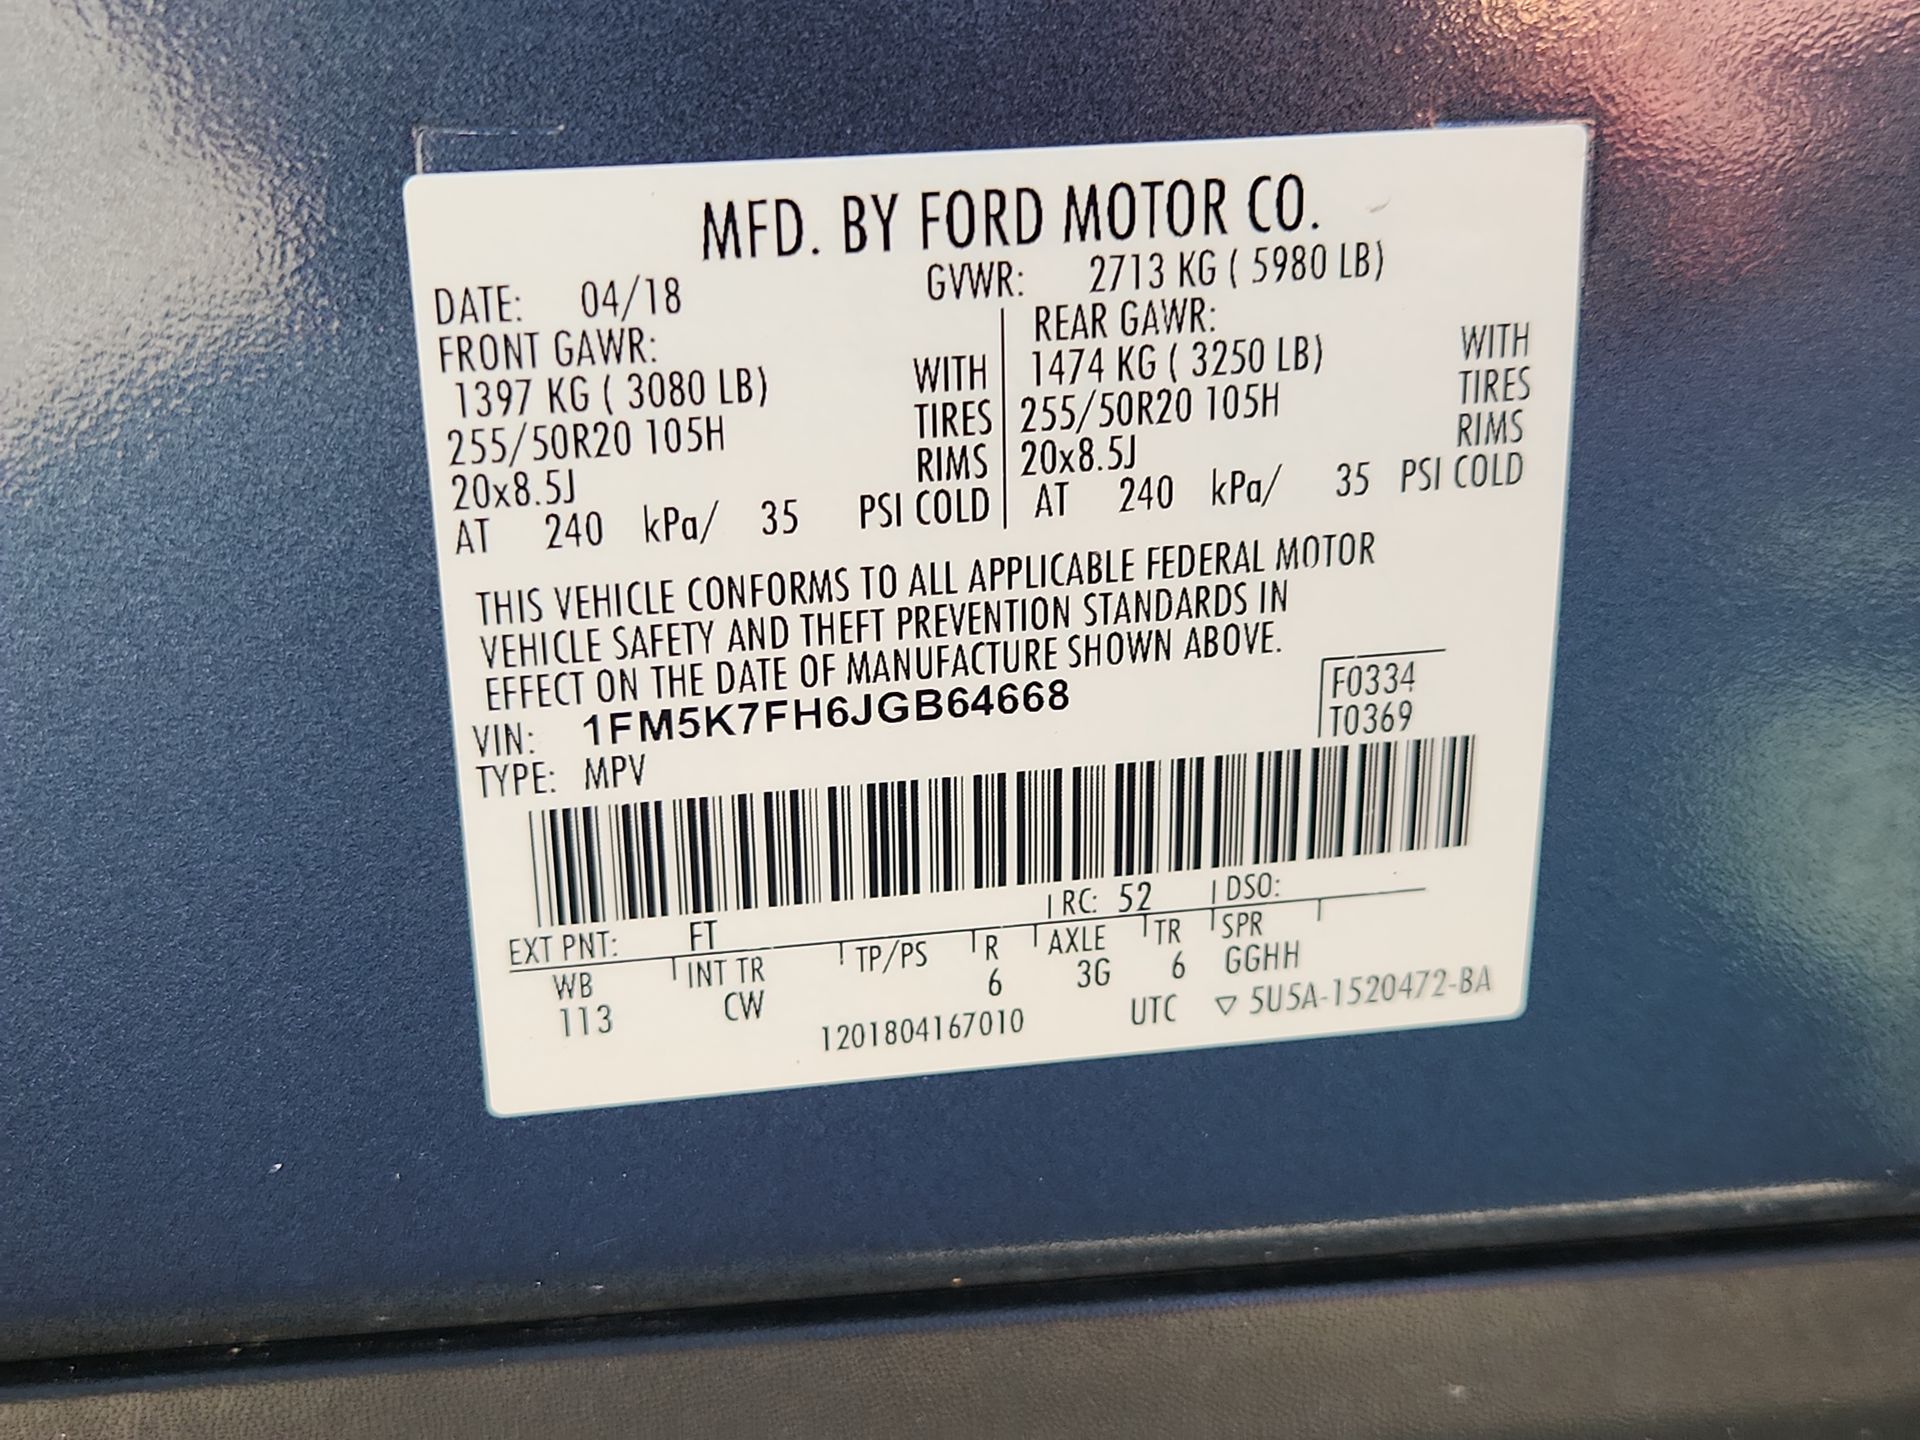 MFD. BY FORD MOTOR CO.
DATE: 04/18 GVWR: 2713 KG ( 5980 LB)
FRONT GAWR: REAR GAWR:
1397 KG ( 3080 LB) WITH 1474 KG ( 3250 LB) WITH
255/50R20 105H TIRES 255/50R20 105H TIRES
20x8.5J RIMS 20x8.5J RIMS
AT 240 kPa/ 35 PSI COLD AT 240 kPa/ 35 PSI COLD
THIS VEHICLE CONFORMS TO ALL APPLICABLE FEDERAL MOTOR
VEHICLE SAFETY AND THEFT PREVENTION STANDARDS IN
EFFECT ON THE DATE OF MANUFACTURE SHOWN ABOVE.
VIN: 1FM5K7FH6JGB64668 F0334
TYPE: MPV T0369
EXT PNT: FT RC: 52 DSO:
WB INT TR TP/PS R AXLE TR SPR
113 CW 6 3G 6 GGHH
1201804167010 UTC ▽ 5U5A-1520472-BA